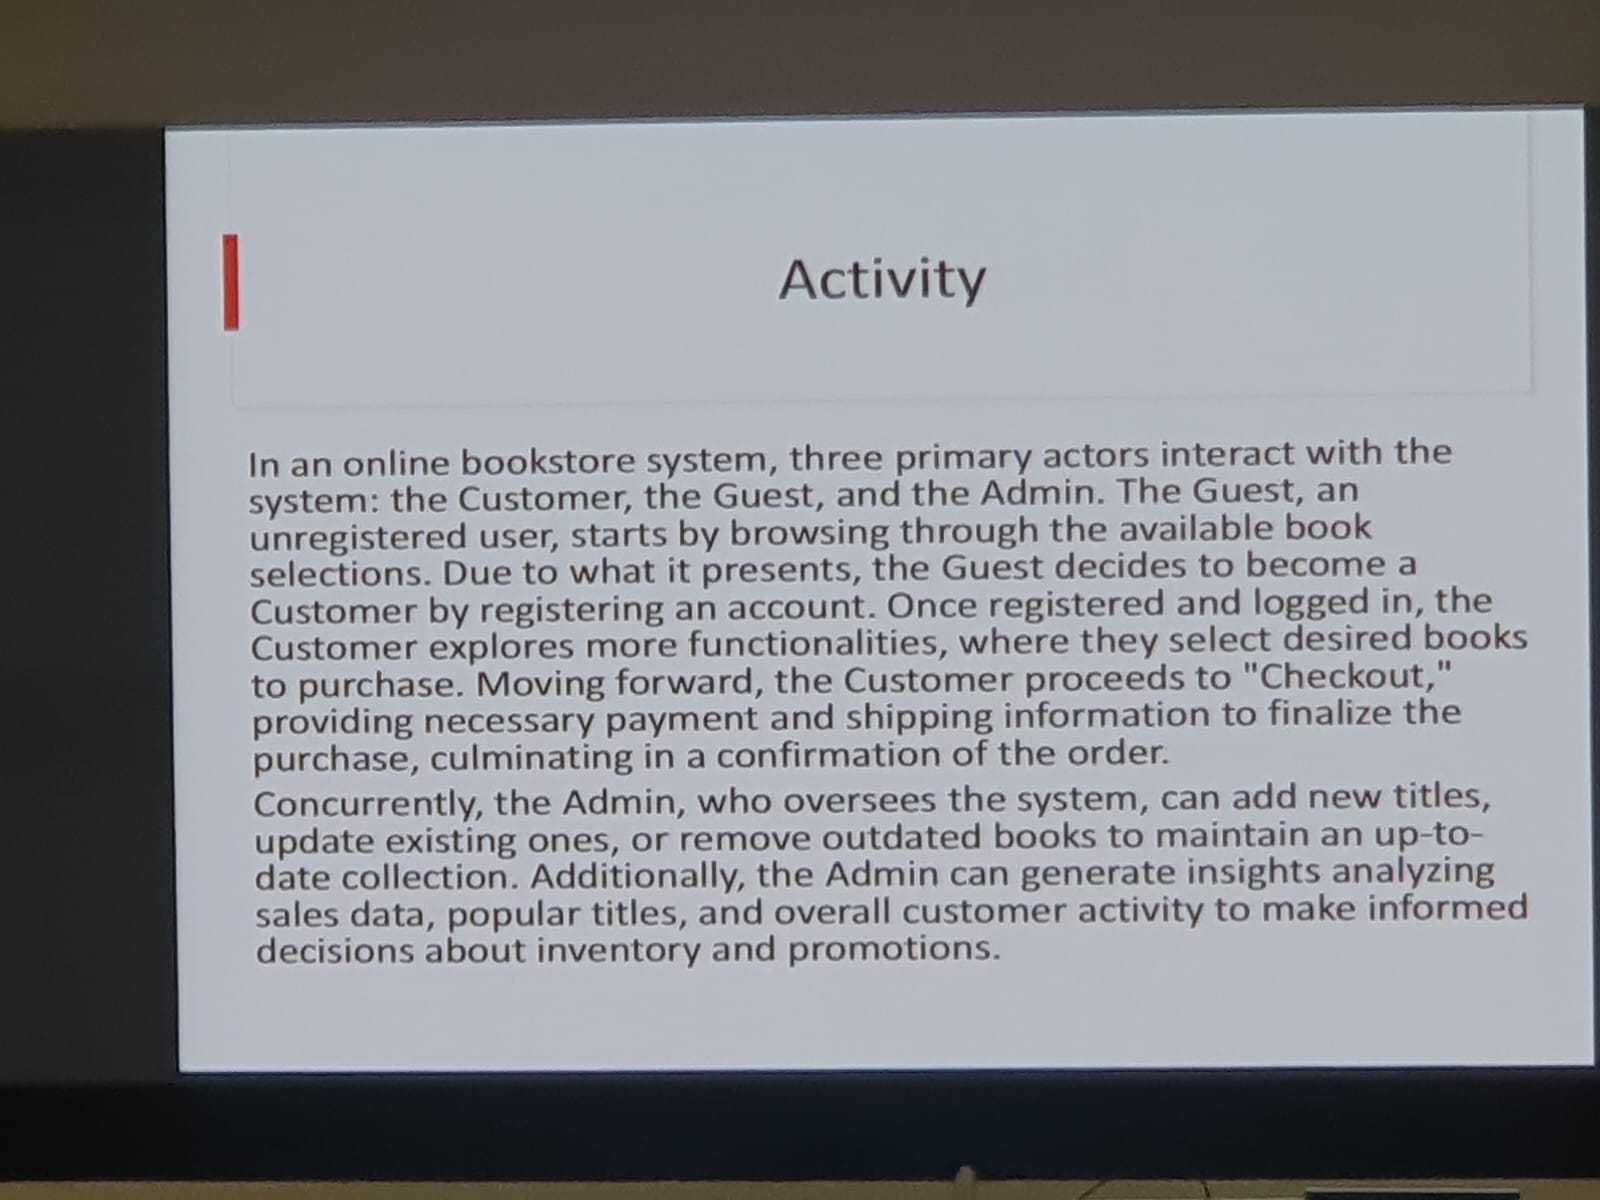 Activity
In an online bookstore system, three primary actors interact with the
system: the Customer, the Guest, and the Admin. The Guest, an
unregistered user, starts by browsing through the available book
selections. Due to what it presents, the Guest decides to become a
Customer by registering an account. Once registered and logged in, the
Customer explores more functionalities, where they select desired books
to purchase. Moving forward, the Customer proceeds to "Checkout,"
providing necessary payment and shipping information to finalize the
purchase, culminating in a confirmation of the order.
Concurrently, the Admin, who oversees the system, can add new titles,
update existing ones, or remove outdated books to maintain an up-to-
date collection. Additionally, the Admin can generate insights analyzing
sales data, popular titles, and overall customer activity to make informed
decisions about inventory and promotions.